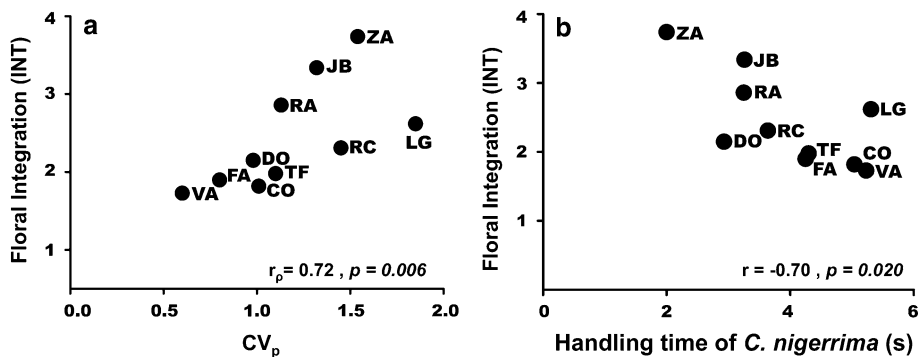 a
Floral Integration (INT)
4
3
2
1
ZA
JB
RA
LG
RC
DO
TF
FA
CO
VA
rρ= 0.72 , p = 0.006
0.0 0.5 1.0 1.5 2.0
CVp
b
Floral Integration (INT)
4
3
2
1
ZA
JB
RA
LG
RC
DO
TF
CO
FA
VA
r = -0.70 , p = 0.020
0 2 4 6
Handling time of C. nigerrima (s)